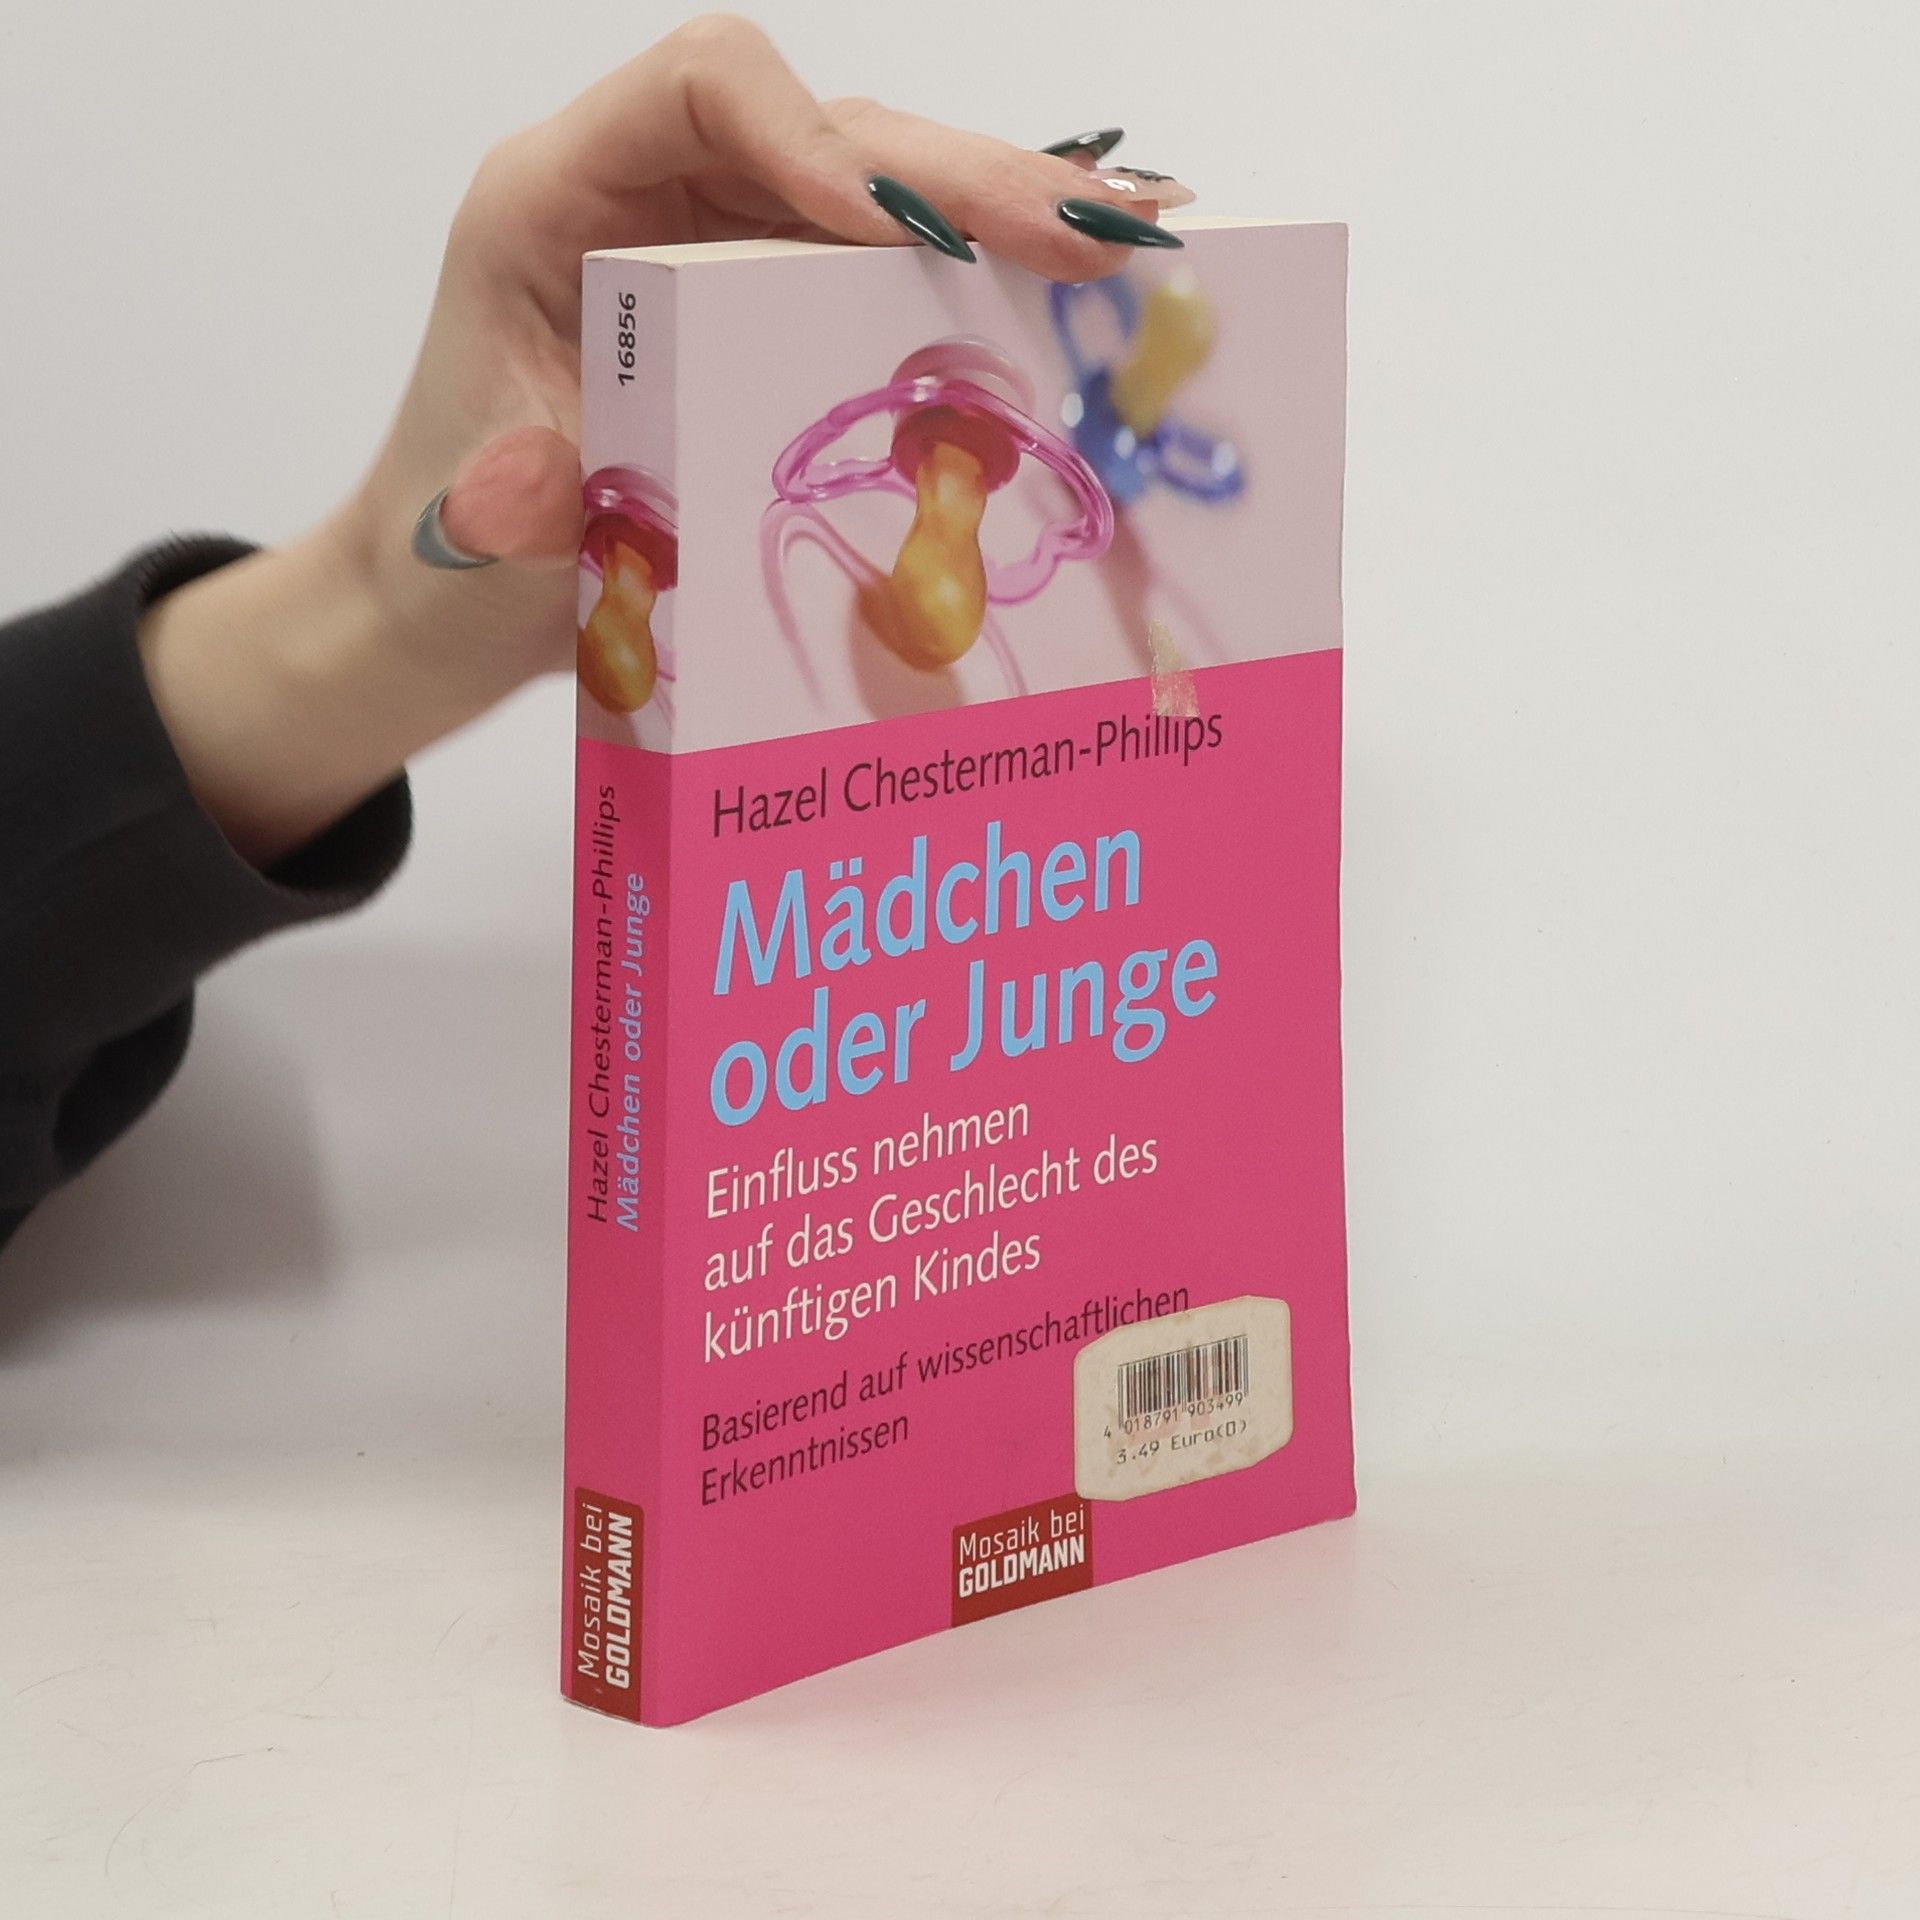 16856
Hazel Chesterman-Phillips
Mädchen oder Junge
Mosaik bei
GOLDMANN
Hazel Chesterman-Phillips
Mädchen
oder Junge
Einfluss nehmen
auf das Geschlecht des
künftigen Kindes
Basierend auf wissenschaftlichen
Erkenntnissen
4 018791 903499
3.49 Euro(D)
Mosaik bei
GOLDMANN